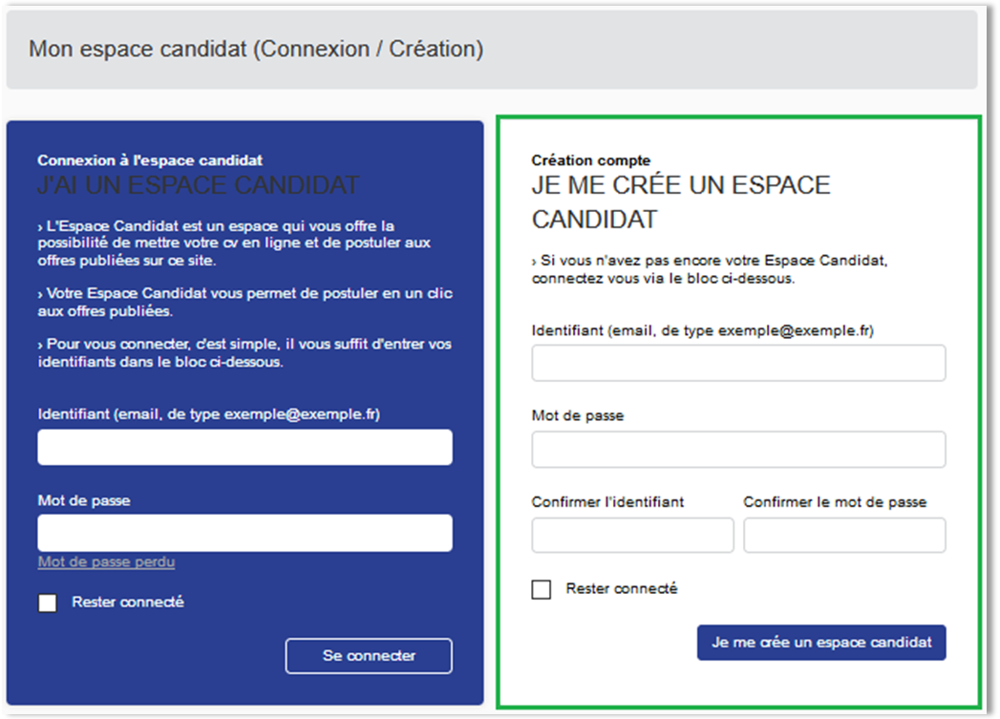 Mon espace candidat (Connexion / Création)
Connexion à l'espace candidat
J'AI UN ESPACE CANDIDAT
› L'Espace Candidat est un espace qui vous offre la
possibilité de mettre votre cv en ligne et de postuler aux
offres publiées sur ce site.
› Votre Espace Candidat vous permet de postuler en un clic
aux offres publiées.
› Pour vous connecter, c'est simple, il vous suffit d'entrer vos
identifiants dans le bloc ci-dessous.
Identifiant (email, de type exemple@exemple.fr)
Mot de passe
Mot de passe perdu
Rester connecté
Se connecter
Création compte
JE ME CRÉE UN ESPACE
CANDIDAT
› Si vous n'avez pas encore votre Espace Candidat,
connectez vous via le bloc ci-dessous.
Identifiant (email, de type exemple@exemple.fr)
Mot de passe
Confirmer l'identifiant
Confirmer le mot de passe
Rester connecté
Je me crée un espace candidat